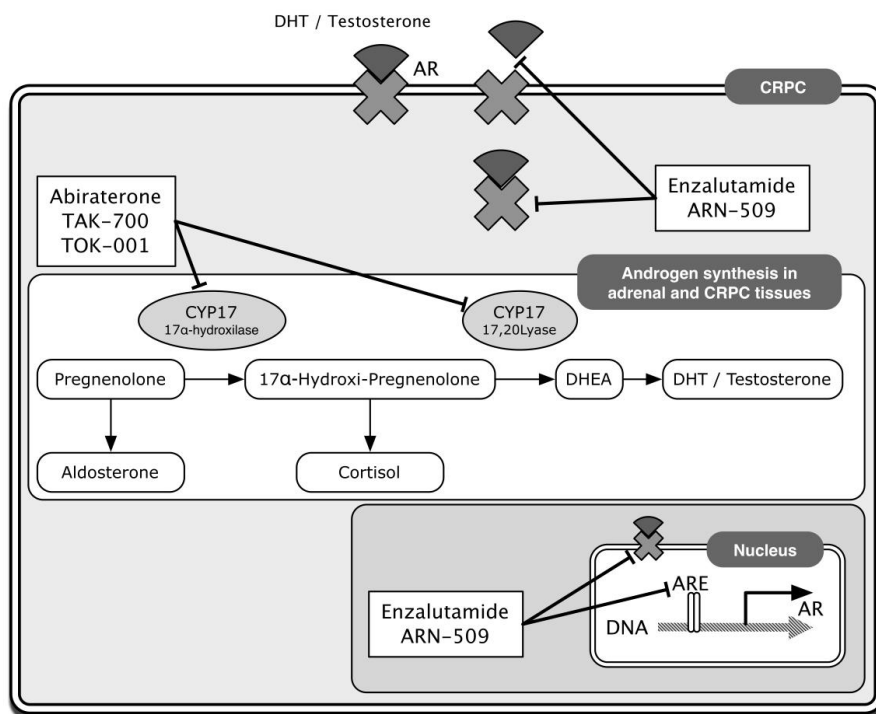 DHT / Testosterone
AR
CRPC
Abiraterone
TAK-700
TOK-001
Enzalutamide
ARN-509
Androgen synthesis in
adrenal and CRPC tissues
CYP17
17α-hydroxilase
CYP17
17,20Lyase
Pregnenolone
17α-Hydroxi-Pregnenolone
DHEA
DHT / Testosterone
Aldosterone
Cortisol
Nucleus
Enzalutamide
ARN-509
ARE
AR
DNA